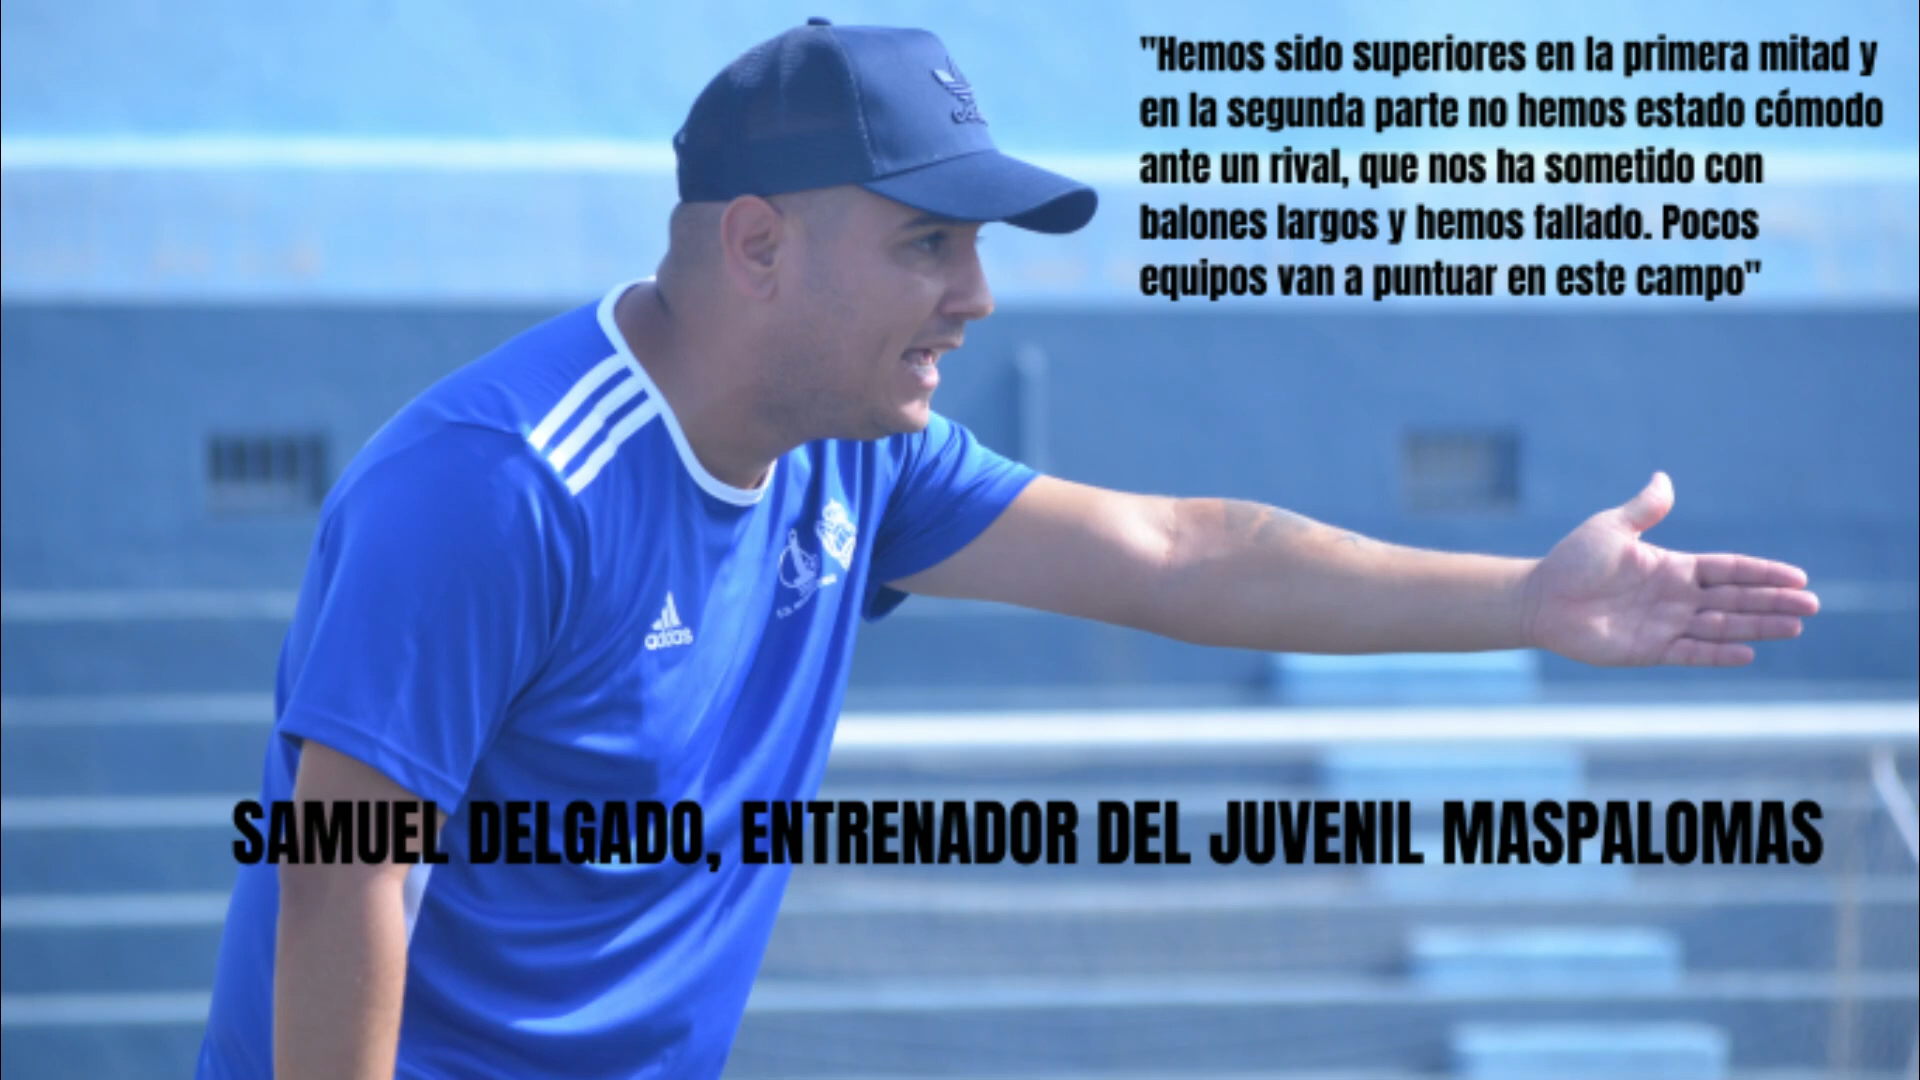 "Hemos sido superiores en la primera mitad y
en la segunda parte no hemos estado cómodo
ante un rival, que nos ha sometido con
balones largos y hemos fallado. Pocos
equipos van a puntuar en este campo"
adidas
SAMUEL DELGADO, ENTRENADOR DEL JUVENIL MASPALOMAS